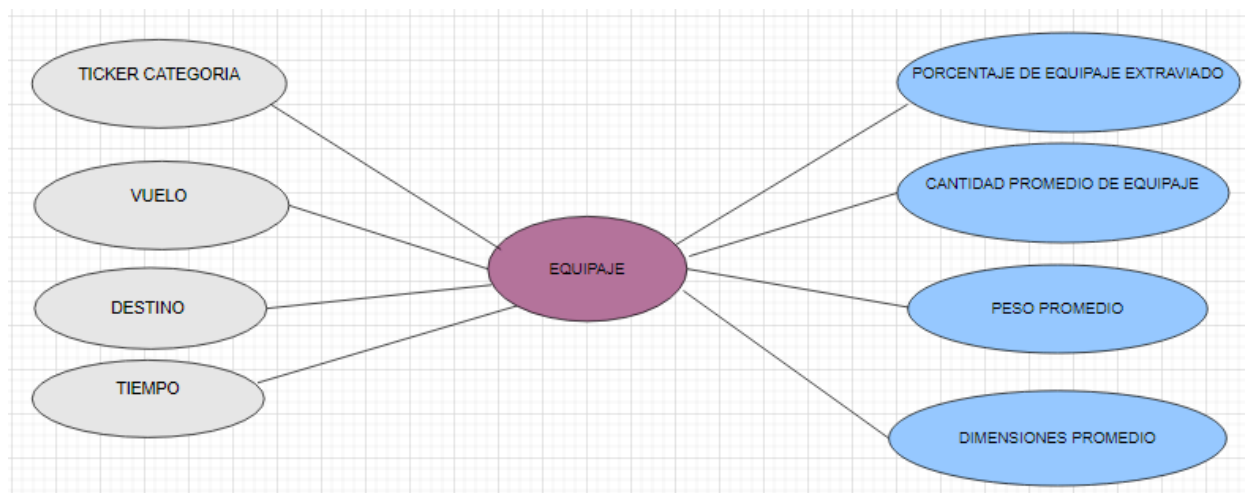 TICKER CATEGORIA
VUELO
DESTINO
TIEMPO
EQUIPAJE
PORCENTAJE DE EQUIPAJE EXTRAVIADO
CANTIDAD PROMEDIO DE EQUIPAJE
PESO PROMEDIO
DIMENSIONES PROMEDIO